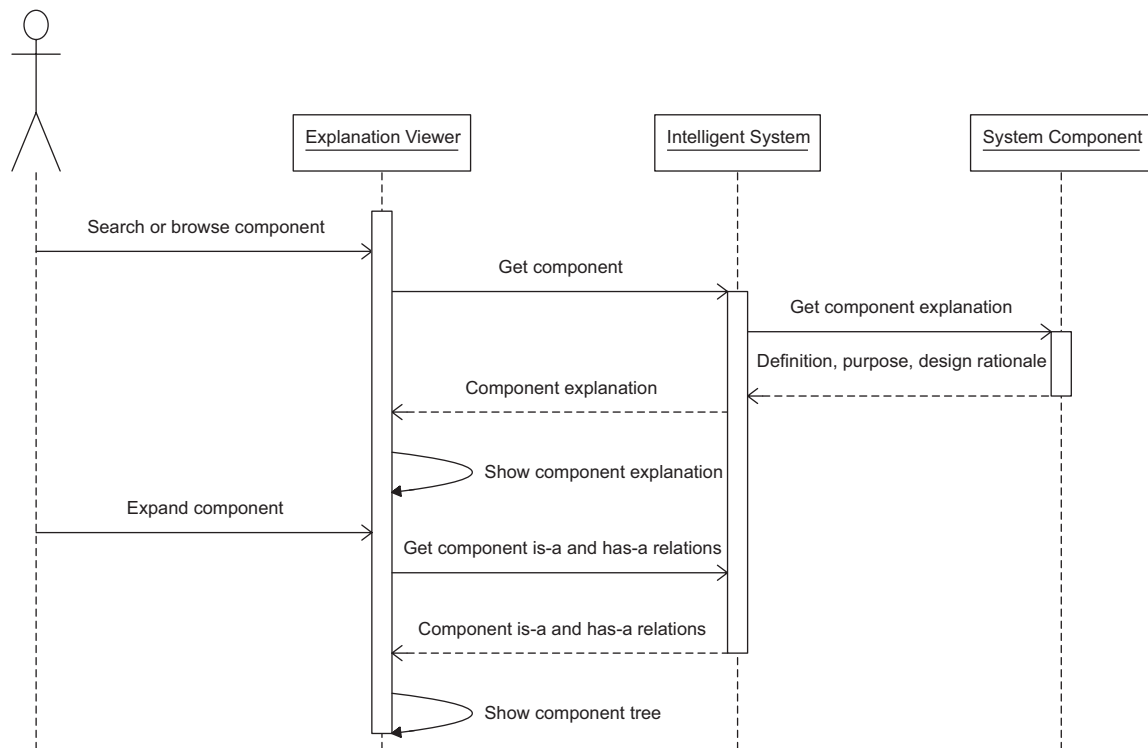 Explanation Viewer
Intelligent System
System Component
Search or browse component
Get component
Get component explanation
Definition, purpose, design rationale
Component explanation
Show component explanation
Expand component
Get component is-a and has-a relations
Component is-a and has-a relations
Show component tree